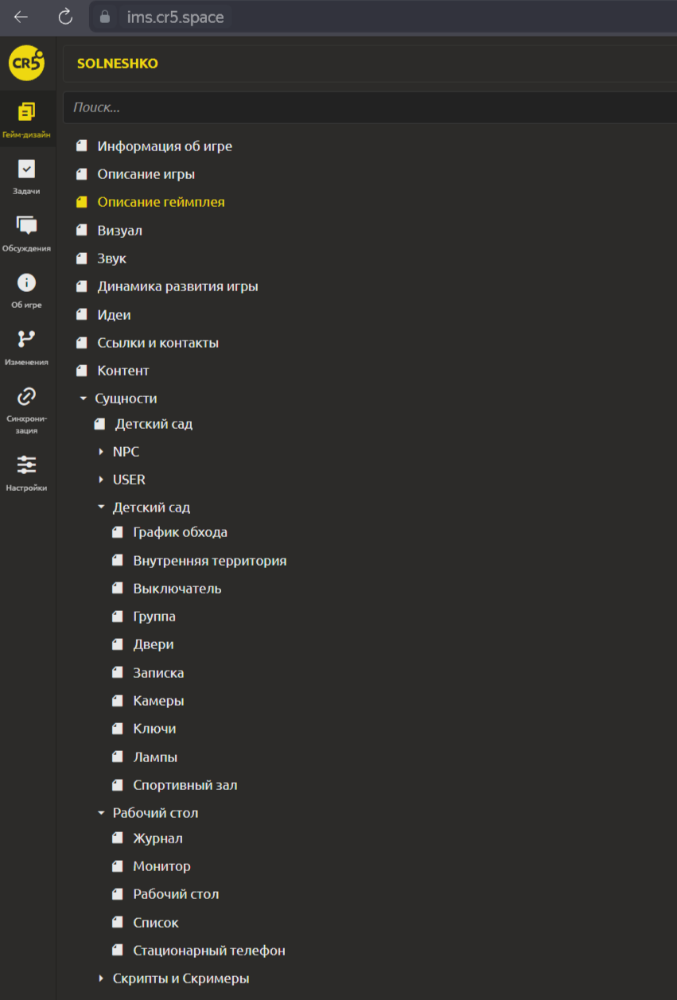 ims.cr5.space
CR5
SOLNESHKO
Поиск...
Гейм-дизайн
Задачи
Обсуждения
Об игре
Изменения
Синхрони-
зация
Настройки
Информация об игре
Описание игры
Описание геймплея
Визуал
Звук
Динамика развития игры
Идеи
Ссылки и контакты
Контент
Сущности
Детский сад
NPC
USER
Детский сад
График обхода
Внутренняя территория
Выключатель
Группа
Двери
Записка
Камеры
Ключи
Лампы
Спортивный зал
Рабочий стол
Журнал
Монитор
Рабочий стол
Список
Стационарный телефон
Скрипты и Скримеры